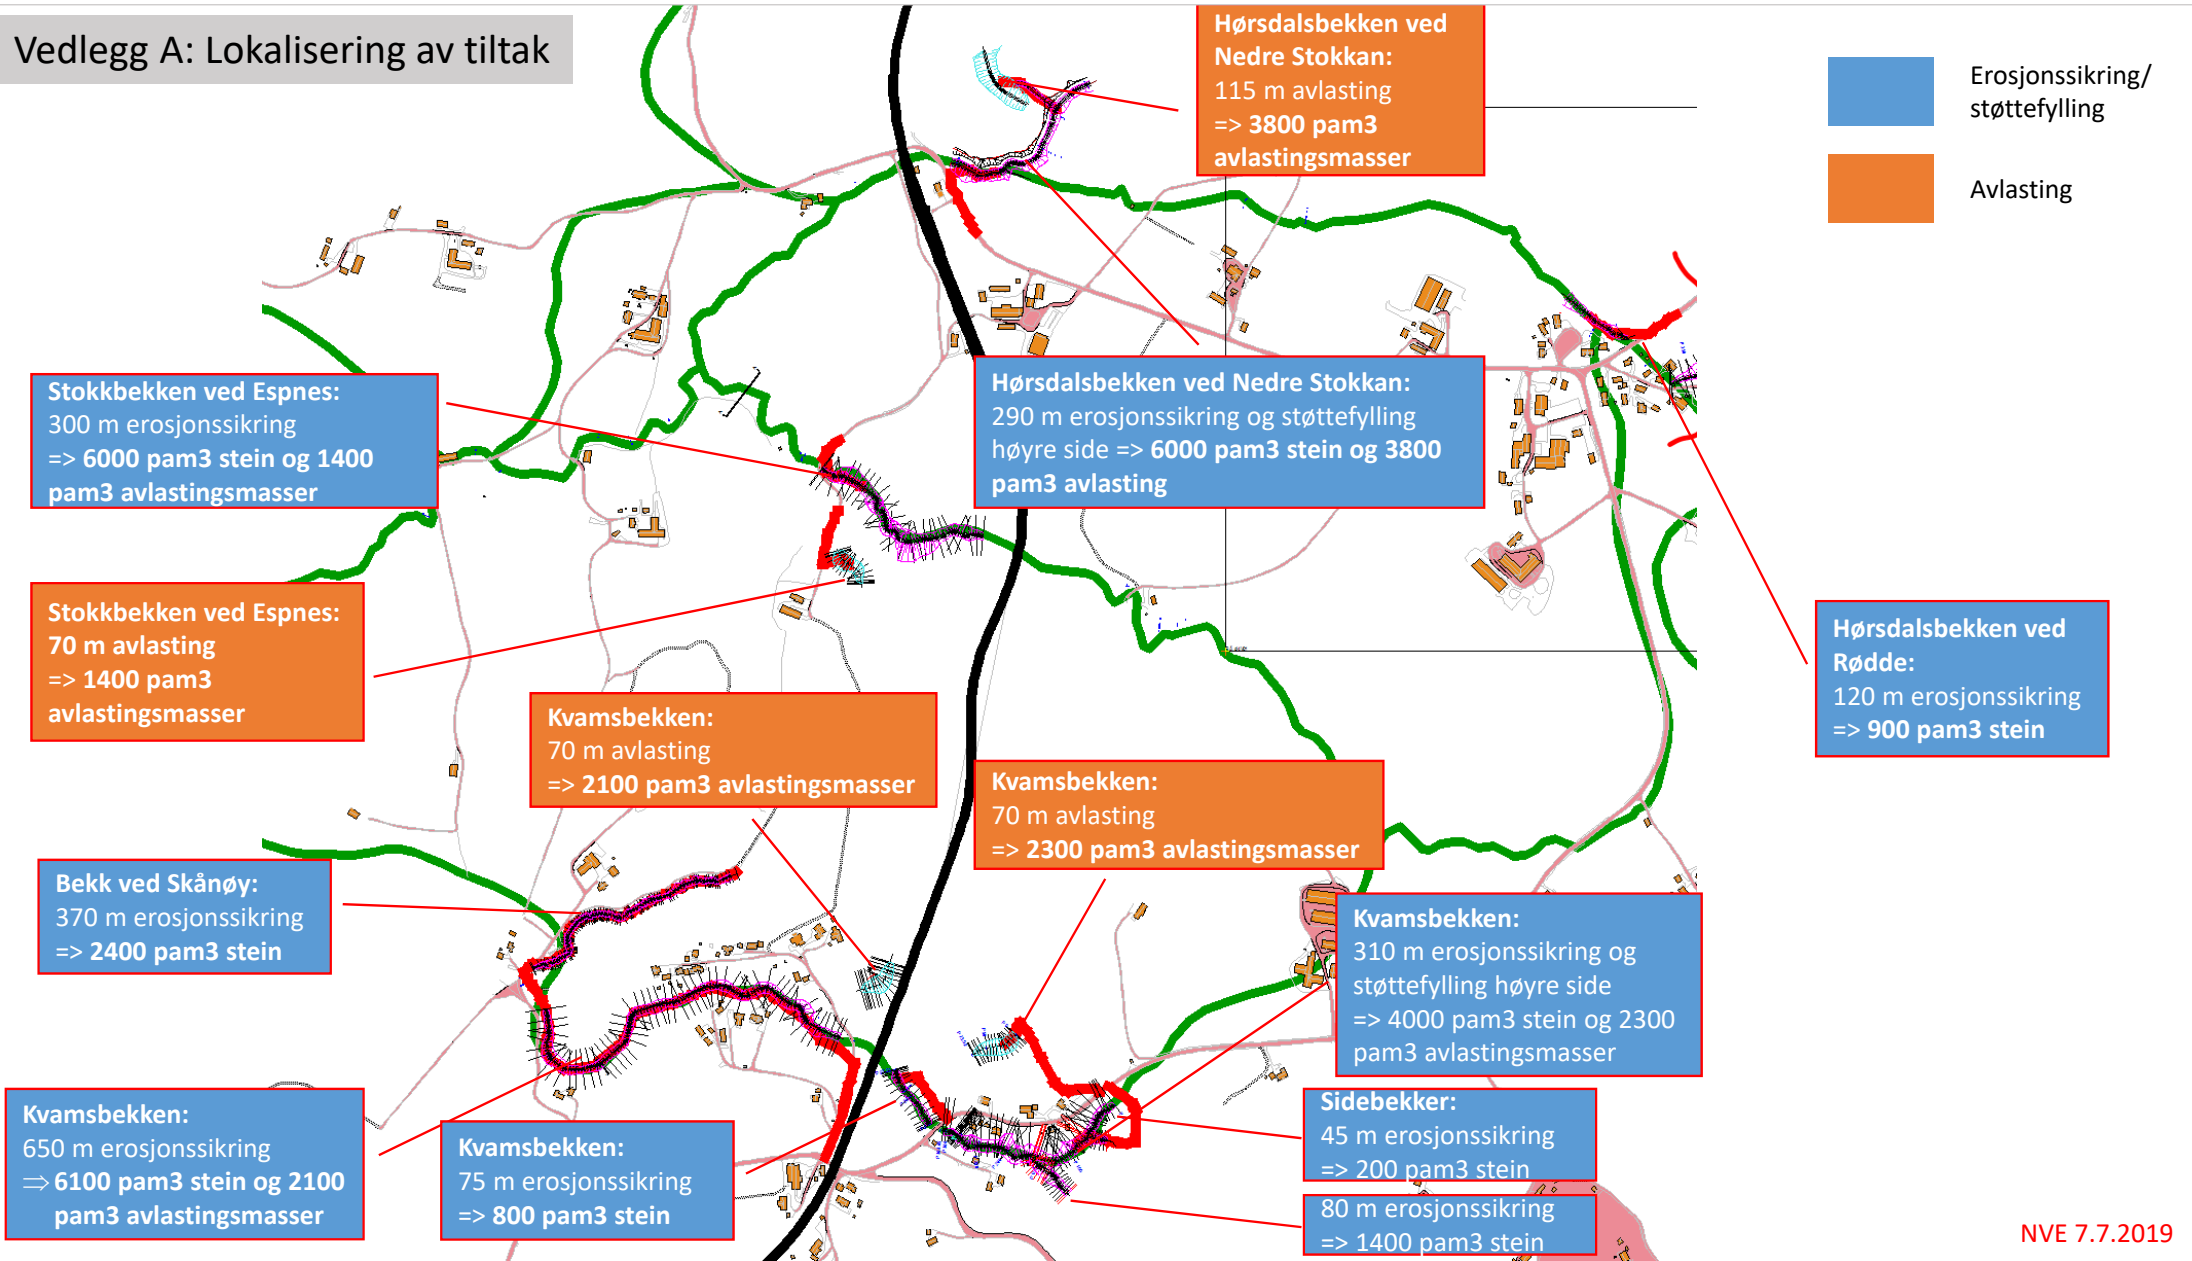 Vedlegg A: Lokalisering av tiltak
Hørsdalsbekken ved
Nedre Stokkan:
115 m avlasting
=> 3800 pam3
avlastingsmasser
Erosjonssikring/
støttefylling
Avlasting
Stokkbekken ved Espnes:
300 m erosjonssikring
=> 6000 pam3 stein og 1400
pam3 avlastingsmasser
Hørsdalsbekken ved Nedre Stokkan:
290 m erosjonssikring og støttefylling
høyre side => 6000 pam3 stein og 3800
pam3 avlasting
Stokkbekken ved Espnes:
70 m avlasting
=> 1400 pam3
avlastingsmasser
Hørsdalsbekken ved
Rødde:
120 m erosjonssikring
=> 900 pam3 stein
Kvamsbekken:
70 m avlasting
=> 2100 pam3 avlastingsmasser
Kvamsbekken:
70 m avlasting
=> 2300 pam3 avlastingsmasser
Bekk ved Skånøy:
370 m erosjonssikring
=> 2400 pam3 stein
Kvamsbekken:
310 m erosjonssikring og
støttefylling høyre side
=> 4000 pam3 stein og 2300
pam3 avlastingsmasser
Kvamsbekken:
650 m erosjonssikring
⇒ 6100 pam3 stein og 2100
pam3 avlastingsmasser
Kvamsbekken:
75 m erosjonssikring
=> 800 pam3 stein
Sidebekker:
45 m erosjonssikring
=> 200 pam3 stein
80 m erosjonssikring
=> 1400 pam3 stein
NVE 7.7.2019